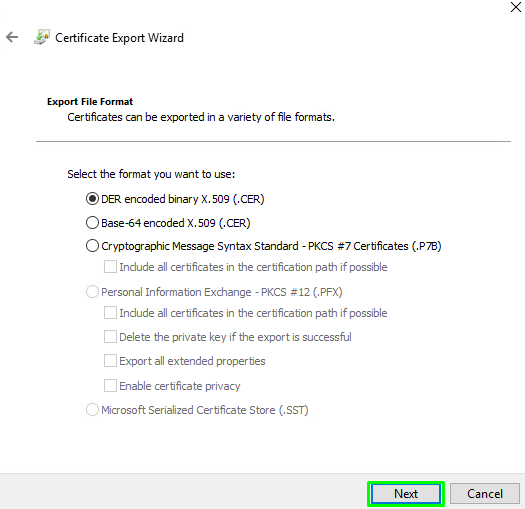 Certificate Export Wizard
Export File Format
Certificates can be exported in a variety of file formats.
Select the format you want to use:
DER encoded binary X.509 (.CER)
Base-64 encoded X.509 (.CER)
Cryptographic Message Syntax Standard - PKCS #7 Certificates (.P7B)
Include all certificates in the certification path if possible
Personal Information Exchange - PKCS #12 (.PFX)
Include all certificates in the certification path if possible
Delete the private key if the export is successful
Export all extended properties
Enable certificate privacy
Microsoft Serialized Certificate Store (.SST)
Next Cancel